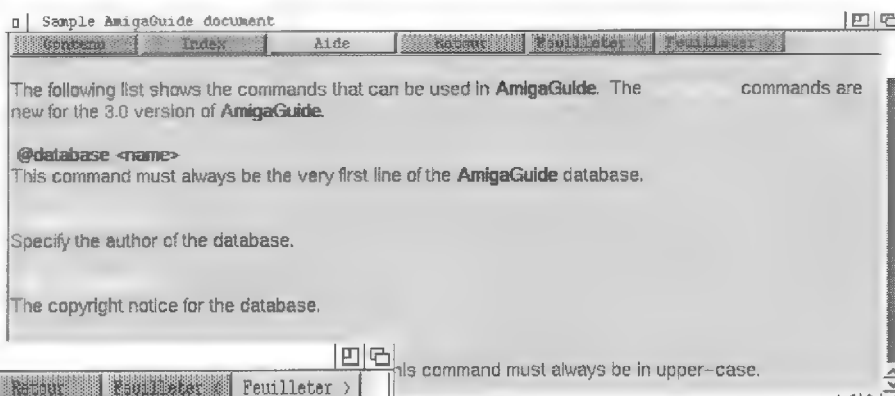 Sample AmigaGuide document
Contenu Index Aide Retour Feuilleter < Feuilleter >
The following list shows the commands that can be used in AmigaGuide. The commands are
new for the 3.0 version of AmigaGuide.
@database <name>
This command must always be the very first line of the AmigaGuide database.
Specify the author of the database.
The copyright notice for the database.
his command must always be in upper-case.
Retour Feuilleter < Feuilleter >